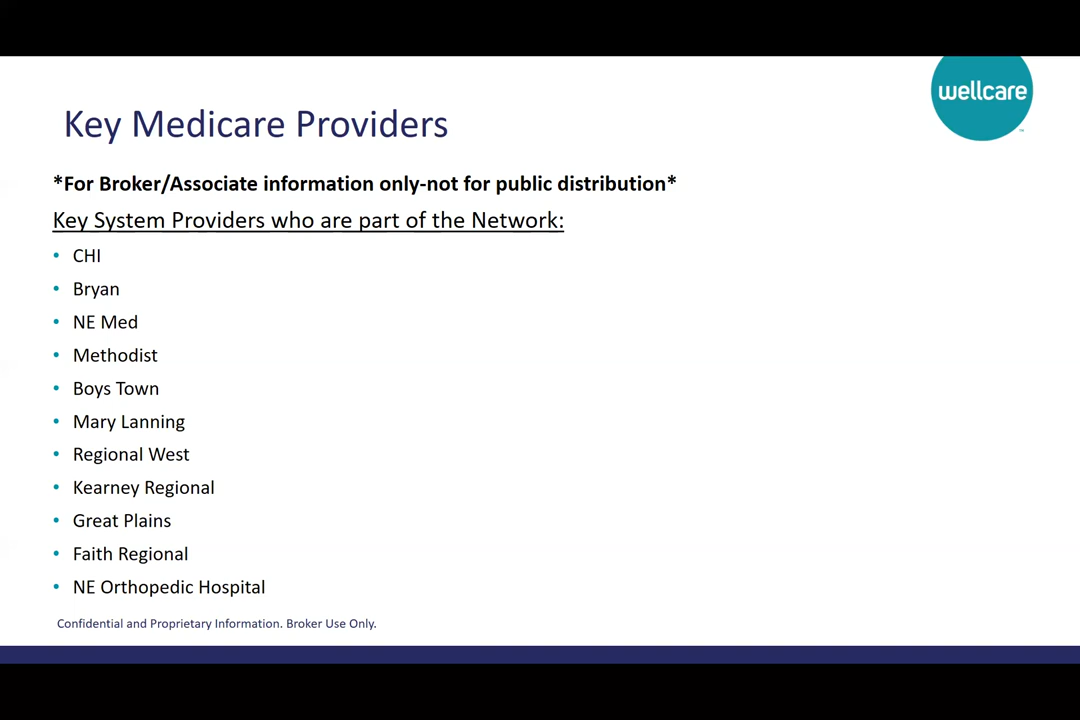 wellcare
Key Medicare Providers
*For Broker/Associate information only-not for public distribution*
Key System Providers who are part of the Network:
• CHI
• Bryan
• NE Med
• Methodist
• Boys Town
• Mary Lanning
• Regional West
• Kearney Regional
• Great Plains
• Faith Regional
• NE Orthopedic Hospital
Confidential and Proprietary Information. Broker Use Only.